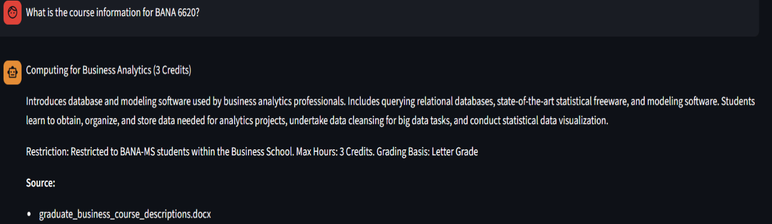 What is the course information for BANA 6620?
Computing for Business Analytics (3 Credits)
Introduces database and modeling software used by business analytics professionals. Includes querying relational databases, state-of-the-art statistical freeware, and modeling software. Students
learn to obtain, organize, and store data needed for analytics projects, undertake data cleansing for big data tasks, and conduct statistical data visualization.
Restriction: Restricted to BANA-MS students within the Business School. Max Hours: 3 Credits. Grading Basis: Letter Grade
Source:
• graduate_business_course_descriptions.docx